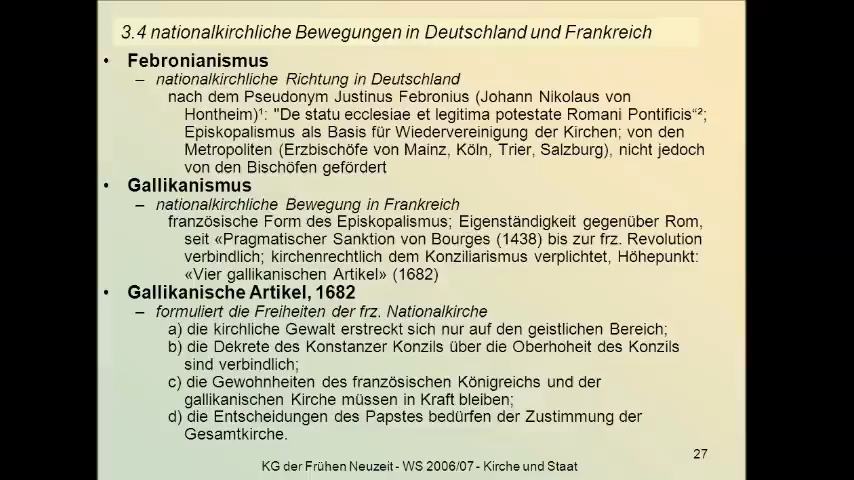 3.4 nationalkirchliche Bewegungen in Deutschland und Frankreich
• Febronianismus
– nationalkirchliche Richtung in Deutschland
nach dem Pseudonym Justinus Febronius (Johann Nikolaus von
Hontheim)¹: "De statu ecclesiae et legitima potestate Romani Pontificis“²;
Episkopalismus als Basis für Wiedervereinigung der Kirchen; von den
Metropoliten (Erzbischöfe von Mainz, Köln, Trier, Salzburg), nicht jedoch
von den Bischöfen gefördert
• Gallikanismus
– nationalkirchliche Bewegung in Frankreich
französische Form des Episkopalismus; Eigenständigkeit gegenüber Rom,
seit «Pragmatischer Sanktion von Bourges (1438) bis zur frz. Revolution
verbindlich; kirchenrechtlich dem Konziliarismus verplichtet, Höhepunkt:
«Vier gallikanischen Artikel» (1682)
• Gallikanische Artikel, 1682
– formuliert die Freiheiten der frz. Nationalkirche
a) die kirchliche Gewalt erstreckt sich nur auf den geistlichen Bereich;
b) die Dekrete des Konstanzer Konzils über die Oberhoheit des Konzils
sind verbindlich;
c) die Gewohnheiten des französischen Königreichs und der
gallikanischen Kirche müssen in Kraft bleiben;
d) die Entscheidungen des Papstes bedürfen der Zustimmung der
Gesamtkirche.
27
KG der Frühen Neuzeit - WS 2006/07 - Kirche und Staat